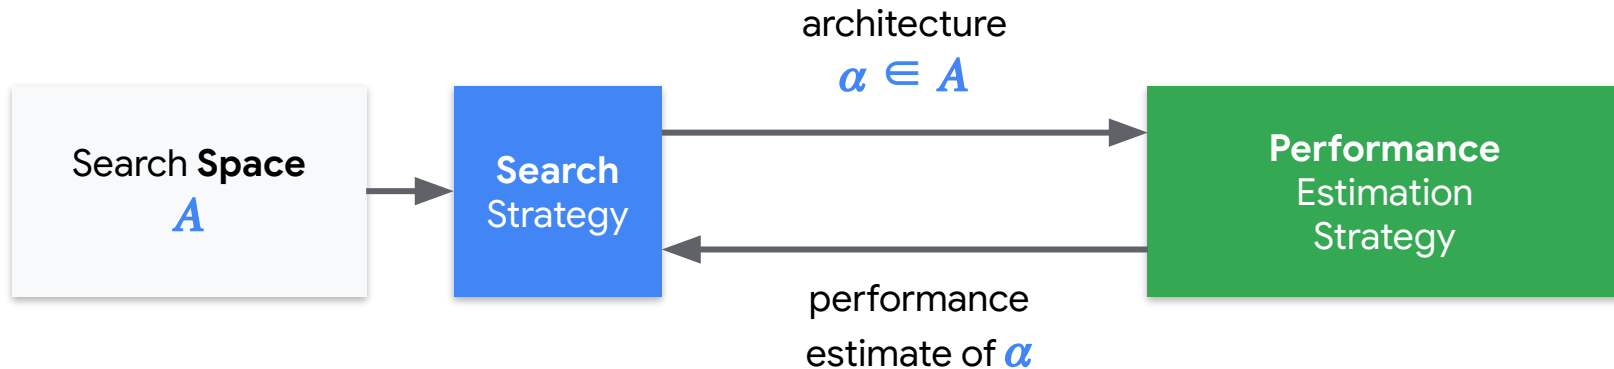 Search Space
A
Search
Strategy
architecture
α ∈ A
performance
estimate of α
Performance
Estimation
Strategy